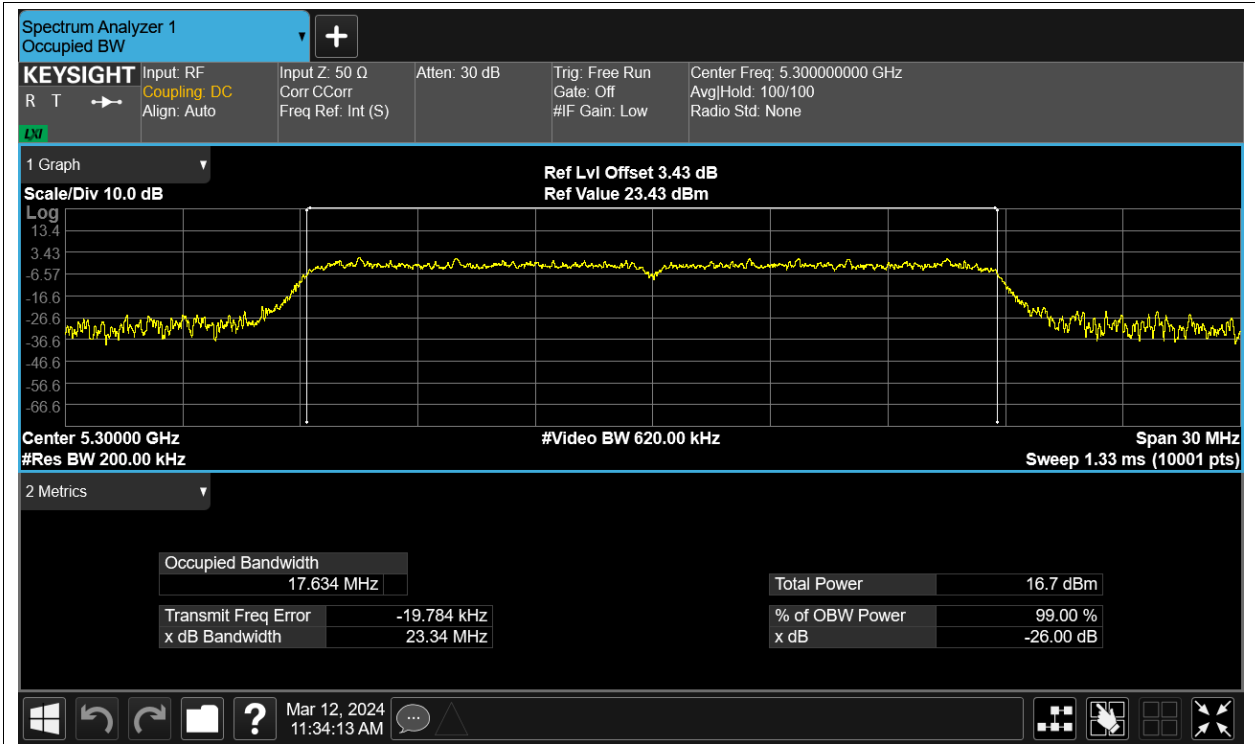 Spectrum Analyzer 1
Occupied BW
KEYSIGHT
R T
LXI
Input: RF
Coupling: DC
Align: Auto
Input Z: 50 Ω
Corr CCorr
Freq Ref: Int (S)
Atten: 30 dB
Trig: Free Run
Gate: Off
#IF Gain: Low
Center Freq: 5.300000000 GHz
Avg|Hold: 100/100
Radio Std: None
1 Graph
Scale/Div 10.0 dB
Ref Lvl Offset 3.43 dB
Ref Value 23.43 dBm
Log
13.4
3.43
-6.57
-16.6
-26.6
-36.6
-46.6
-56.6
-66.6
Center 5.30000 GHz
#Video BW 620.00 kHz
Span 30 MHz
#Res BW 200.00 kHz
Sweep 1.33 ms (10001 pts)
2 Metrics
Occupied Bandwidth
17.634 MHz
Total Power 16.7 dBm
Transmit Freq Error -19.784 kHz
% of OBW Power 99.00 %
x dB Bandwidth 23.34 MHz
x dB -26.00 dB
?
Mar 12, 2024
11:34:13 AM